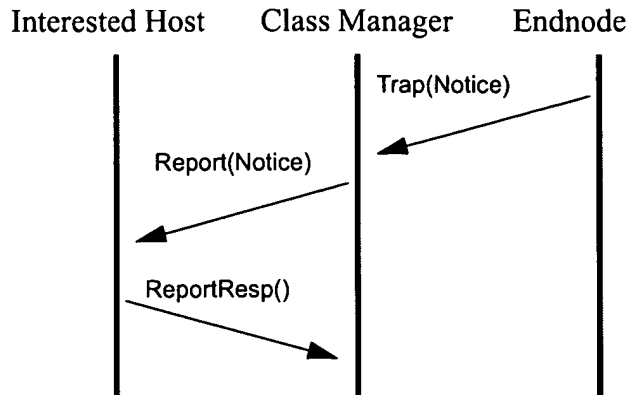 Interested Host Class Manager Endnode
Trap(Notice)
Report(Notice)
ReportResp()